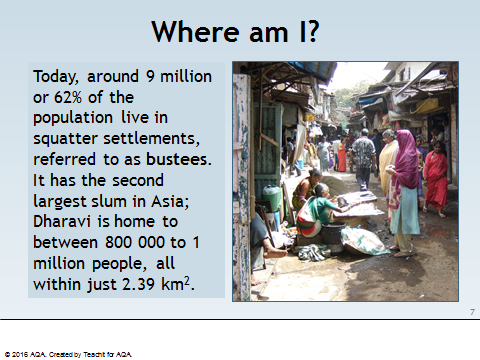 Where am I?
Today, around 9 million
or 62% of the
population live in
squatter settlements,
referred to as bustees.
It has the second
largest slum in Asia;
Dharavi is home to
between 800 000 to 1
million people, all
within just 2.39 km².
7
© 2016 AQA. Created by Teachit for AQA.